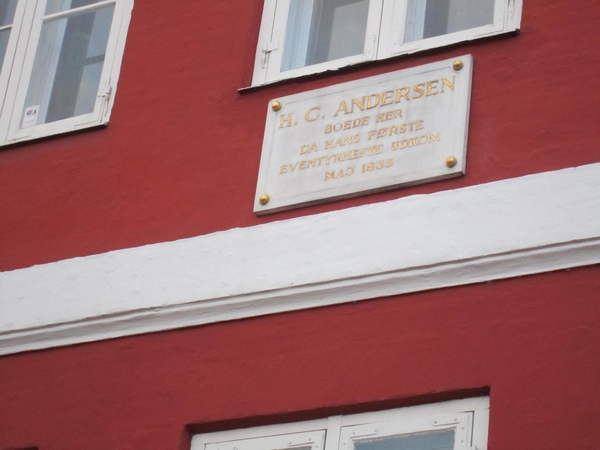 H. C. ANDERSEN
BOEDE HER
DA HANS FØRSTE
EVENTYRHEFTE UDKOM
MAJ 1835